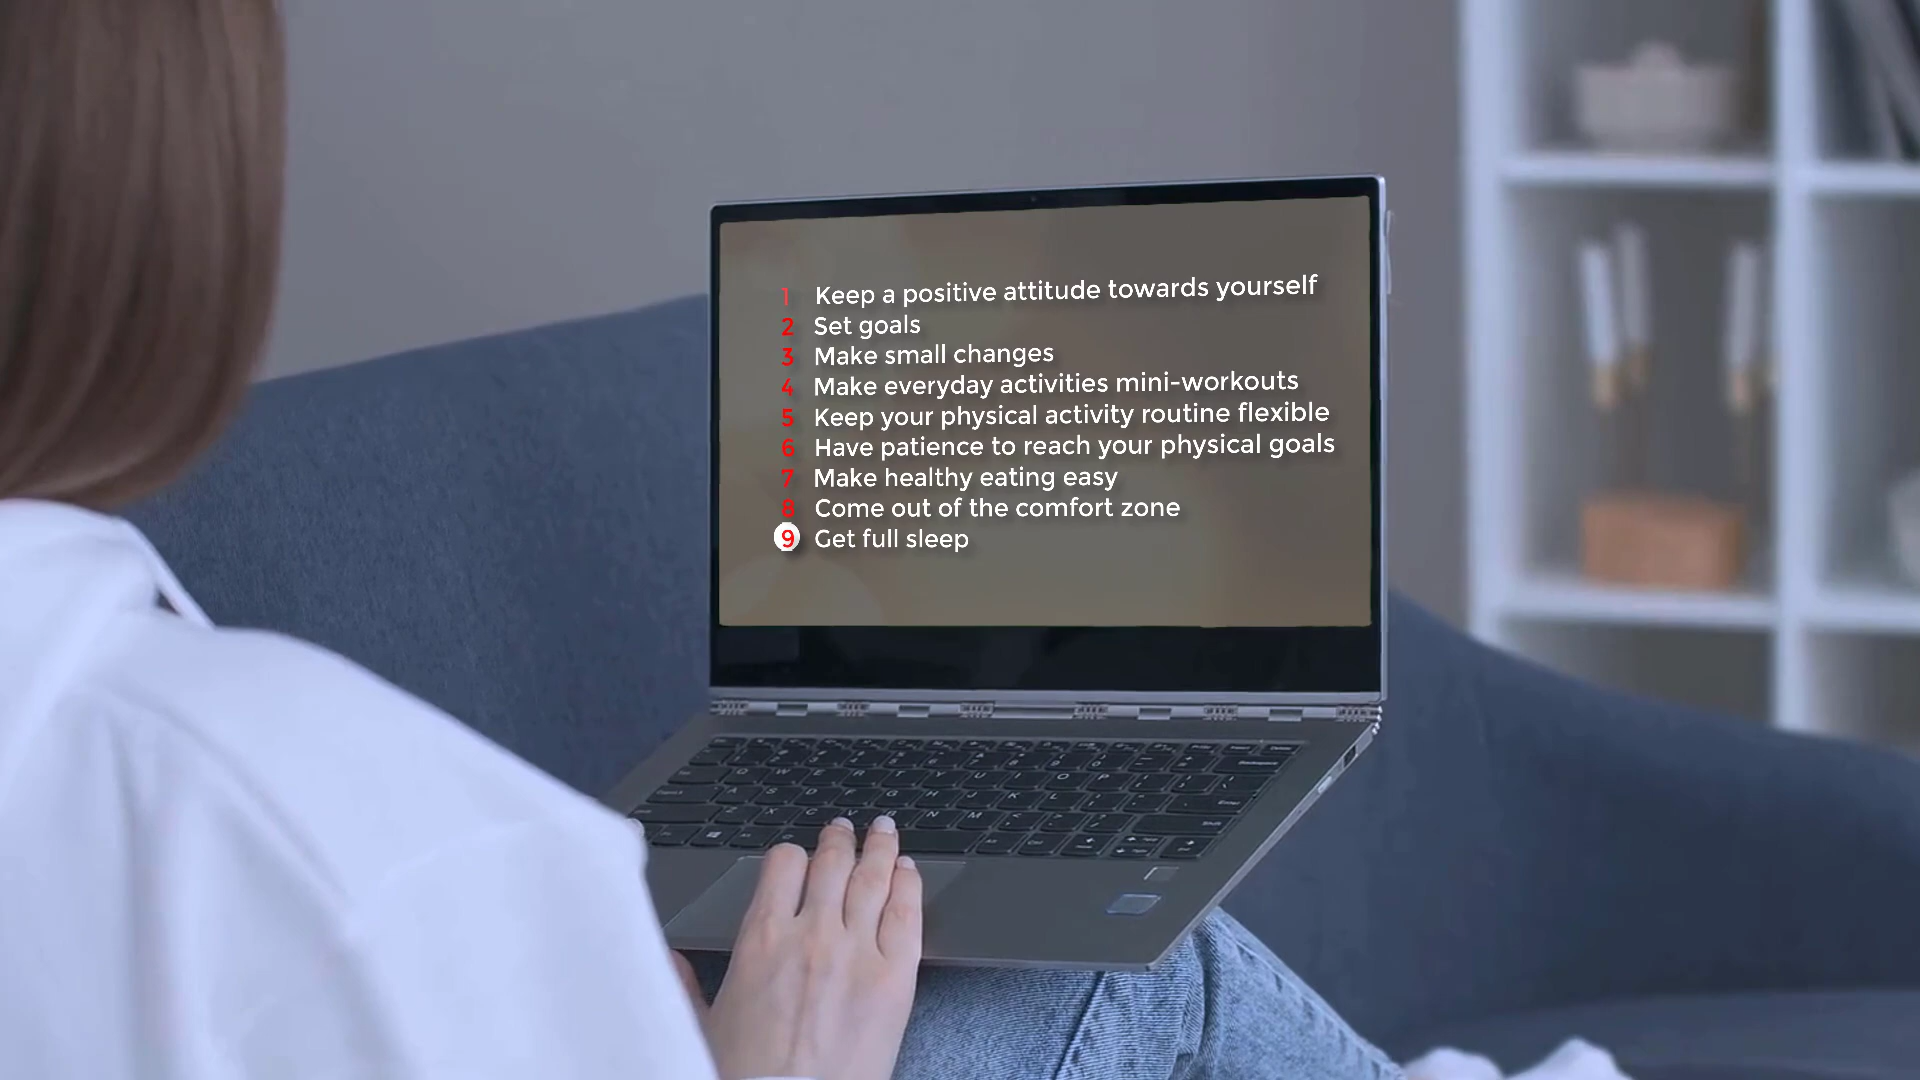 1 Keep a positive attitude towards yourself
2 Set goals
3 Make small changes
4 Make everyday activities mini-workouts
5 Keep your physical activity routine flexible
6 Have patience to reach your physical goals
7 Make healthy eating easy
8 Come out of the comfort zone
9 Get full sleep
Q W E R T Y U I O P
A S D F G H J K L
Z X C V B N M